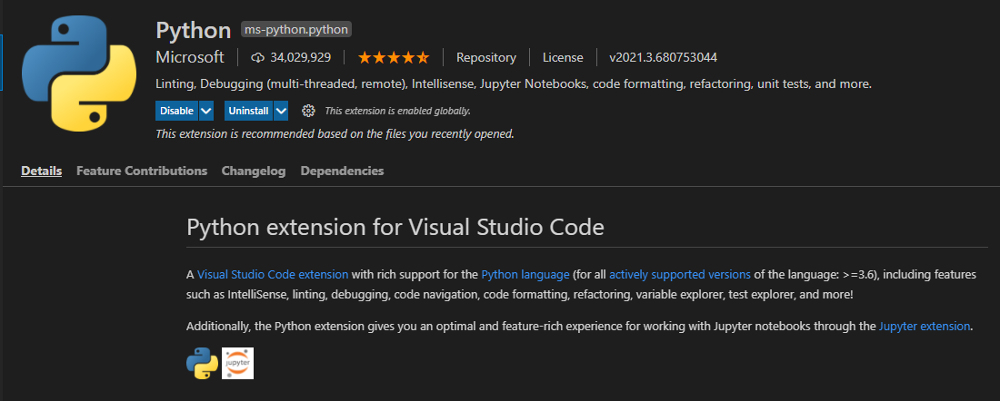 Python ms-python.python
Microsoft 34,029,929 Repository License v2021.3.680753044
Linting, Debugging (multi-threaded, remote), Intellisense, Jupyter Notebooks, code formatting, refactoring, unit tests, and more.
Disable Uninstall This extension is enabled globally.
This extension is recommended based on the files you recently opened.
Details Feature Contributions Changelog Dependencies
Python extension for Visual Studio Code
A Visual Studio Code extension with rich support for the Python language (for all actively supported versions of the language: >=3.6), including features
such as IntelliSense, linting, debugging, code navigation, code formatting, refactoring, variable explorer, test explorer, and more!
Additionally, the Python extension gives you an optimal and feature-rich experience for working with Jupyter notebooks through the Jupyter extension.
jupyter